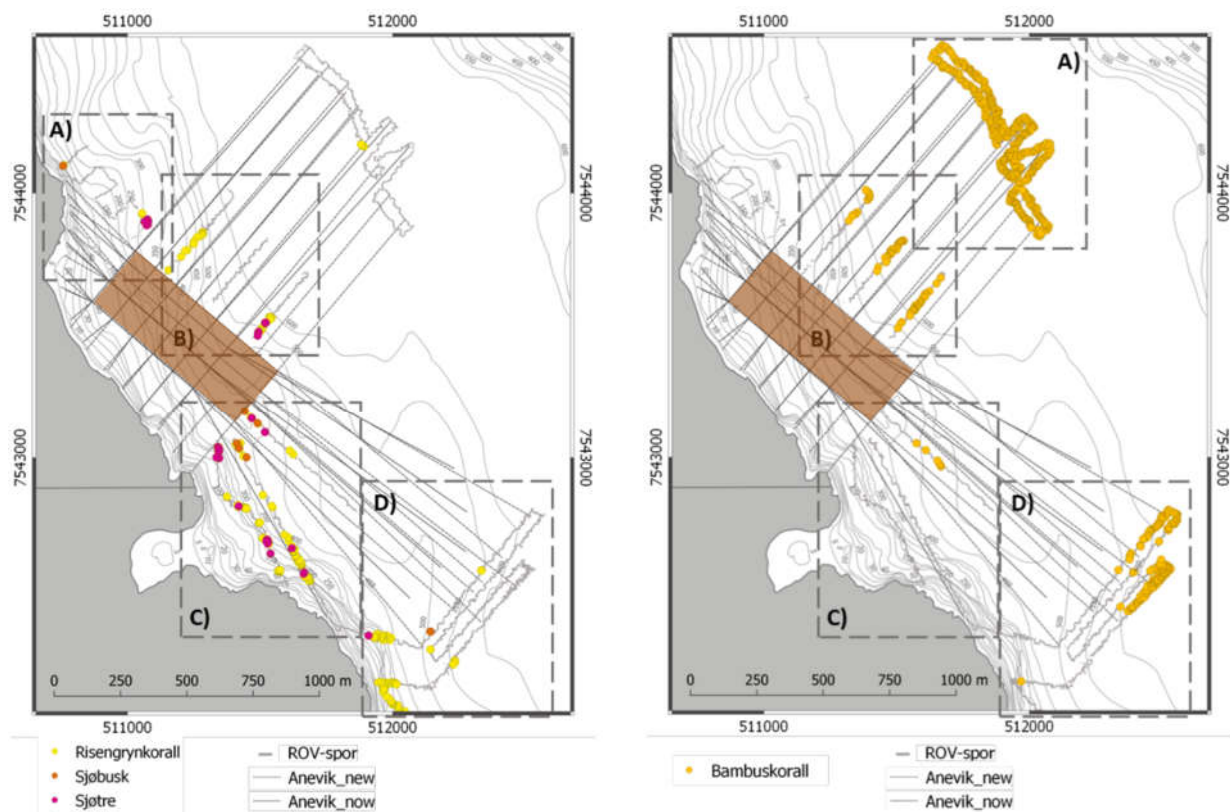 511000 512000
511000 512000
A)
A)
7544000
7544000
7544000
7544000
B)
B)
7543000
7543000
7543000
7543000
D)
D)
C)
C)
0 250 500 750 1000 m
0 250 500 750 1000 m
511000 512000
511000 512000
Risengrynkorall
Sjøbusk
Sjøtre
ROV-spor
Anevik_new
Anevik_now
Bambuskorall
ROV-spor
Anevik_new
Anevik_now